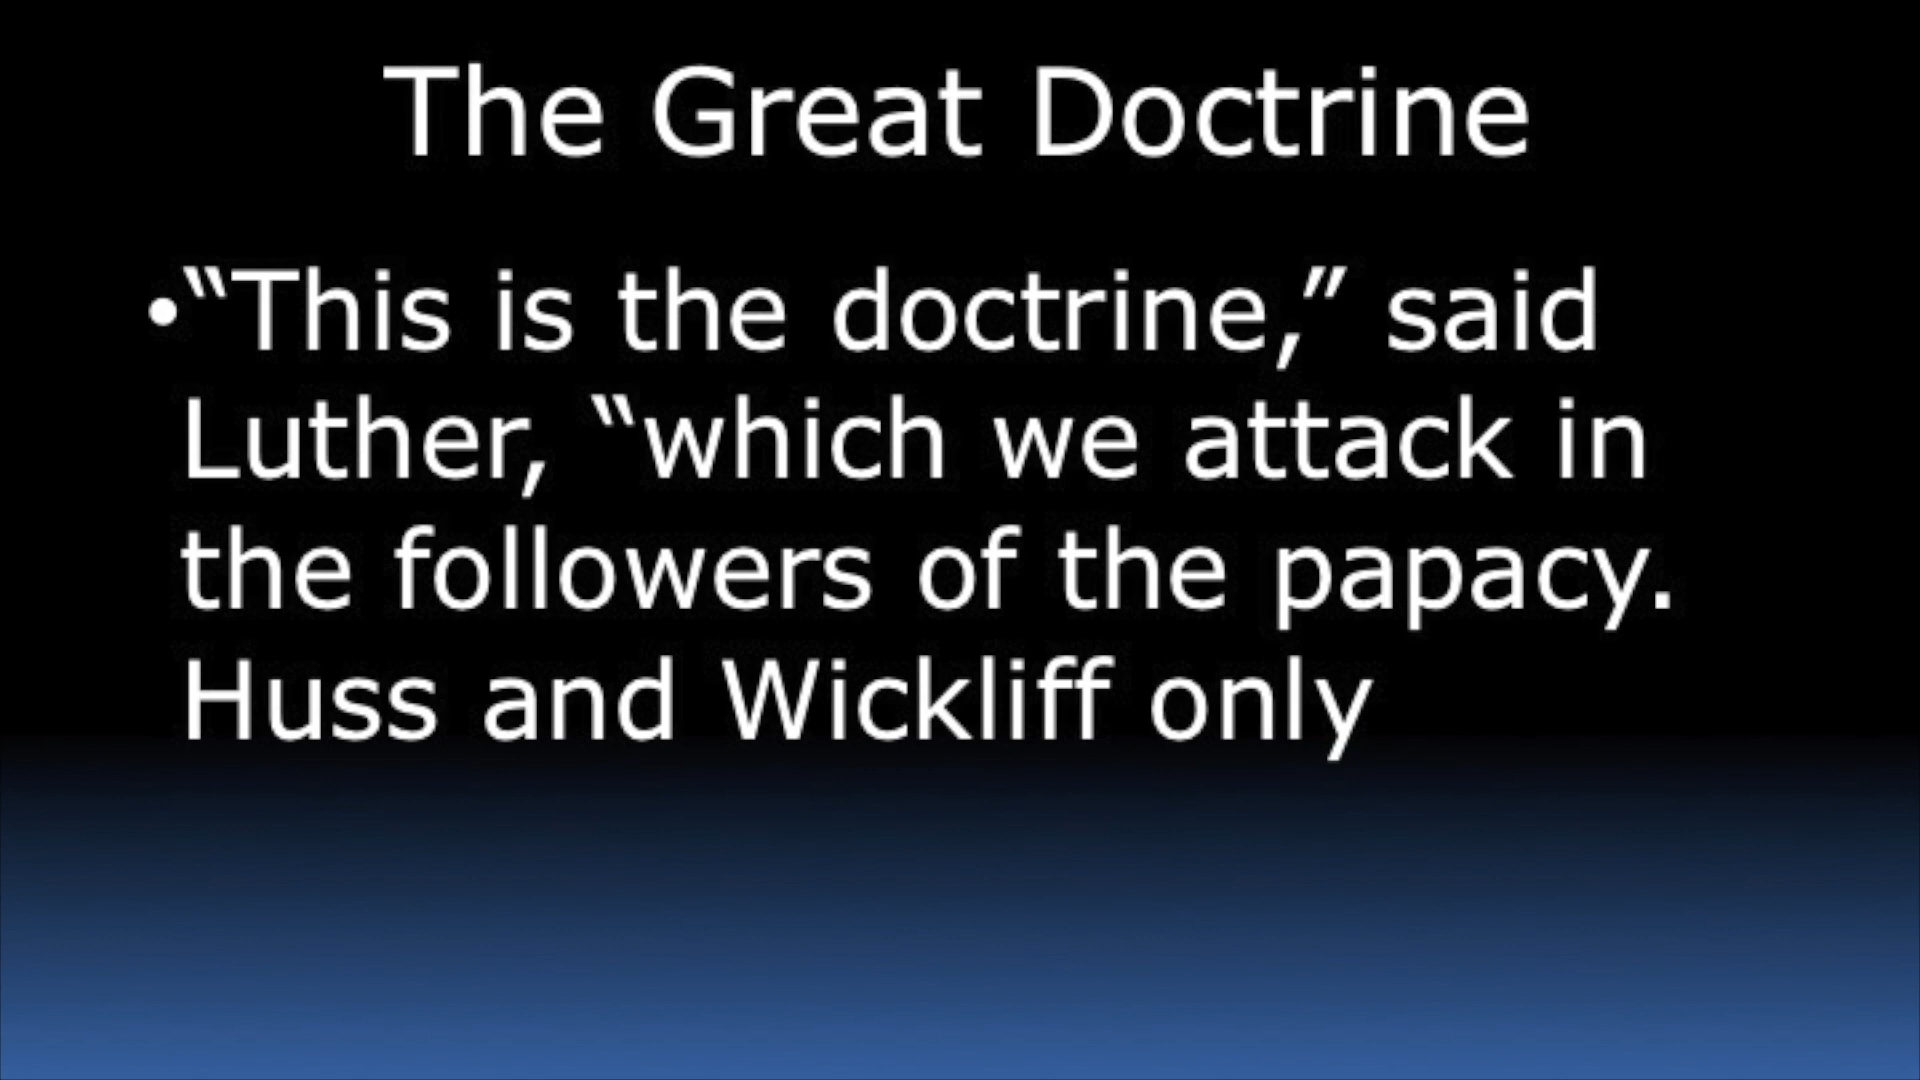 The Great Doctrine
•“This is the doctrine,” said
Luther, “which we attack in
the followers of the papacy.
Huss and Wickliff only